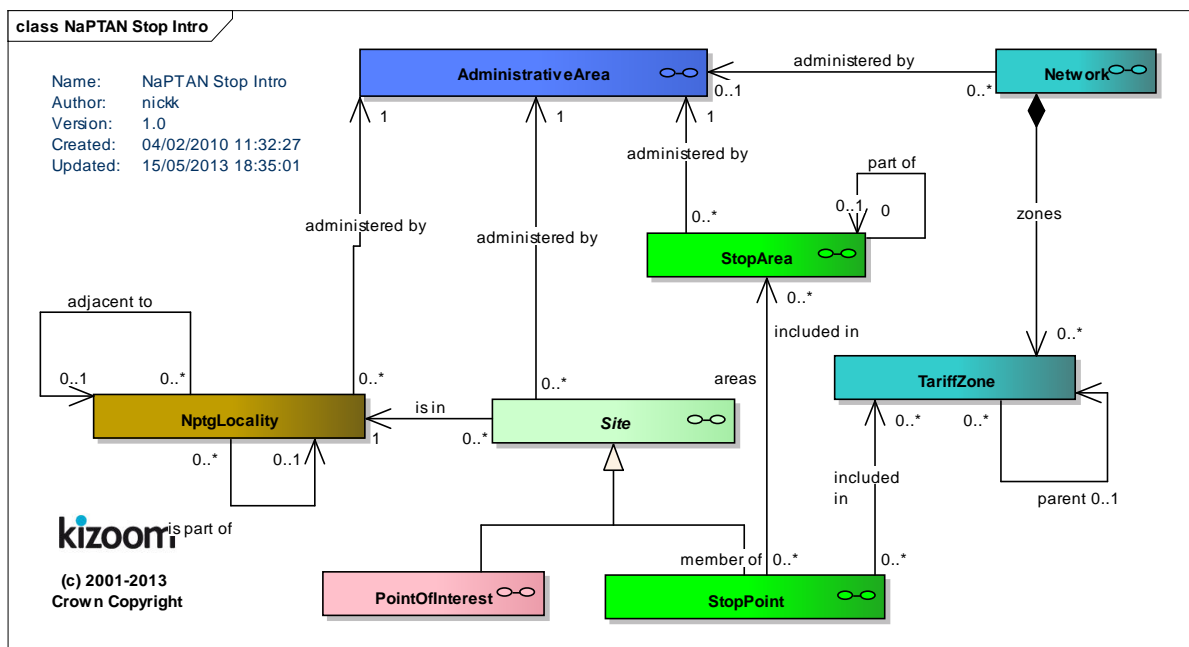 class NaPTAN Stop Intro
Name: NaPTAN Stop Intro
Author: nickk
Version: 1.0
Created: 04/02/2010 11:32:27
Updated: 15/05/2013 18:35:01
AdministrativeArea
administered by
0..1
0..*
Network
1
1
1
administered by
part of
0..1
0
0..*
zones
administered by
administered by
StopArea
adjacent to
0..*
included in
0..*
areas
TariffZone
0..1
0..*
0..*
0..*
is in
NptgLocality
1
0..*
Site
0..*
0..*
0..*
0..1
included
in
parent 0..1
kizoom
is part of
member of
0..*
0..*
(c) 2001-2013
Crown Copyright
PointOfInterest
StopPoint